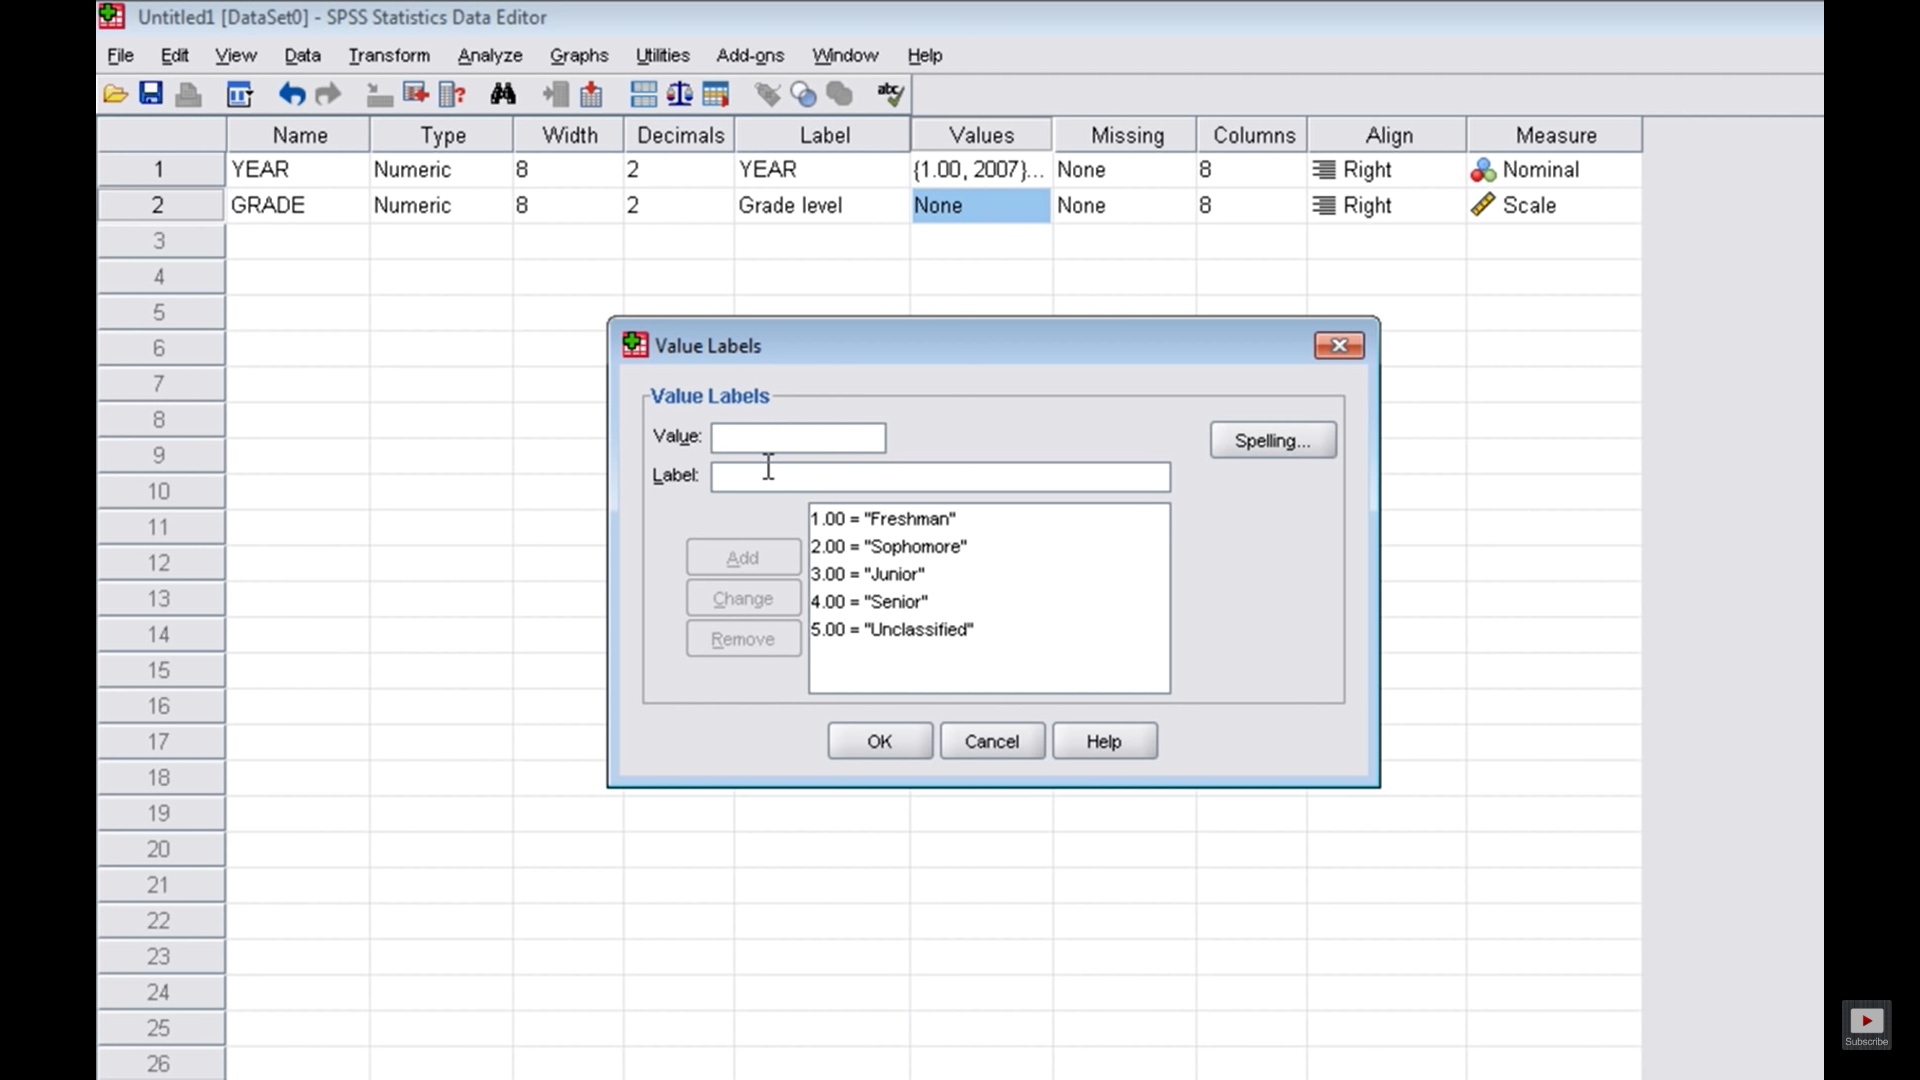 Untitled1 [DataSet0] - SPSS Statistics Data Editor
File Edit View Data Transform Analyze Graphs Utilities Add-ons Window Help
abc
Name Type Width Decimals Label Values Missing Columns Align Measure
1 YEAR Numeric 8 2 YEAR {1.00, 2007}... None 8 Right Nominal
2 GRADE Numeric 8 2 Grade level None None 8 Right Scale
3
4
5
6
7
8
9
10
11
12
13
14
15
16
17
18
19
20
21
22
23
24
25
26
Value Labels
Value Labels
Value:
Spelling...
Label:
1.00 = "Freshman"
2.00 = "Sophomore"
3.00 = "Junior"
4.00 = "Senior"
5.00 = "Unclassified"
Add
Change
Remove
OK Cancel Help
Subscribe